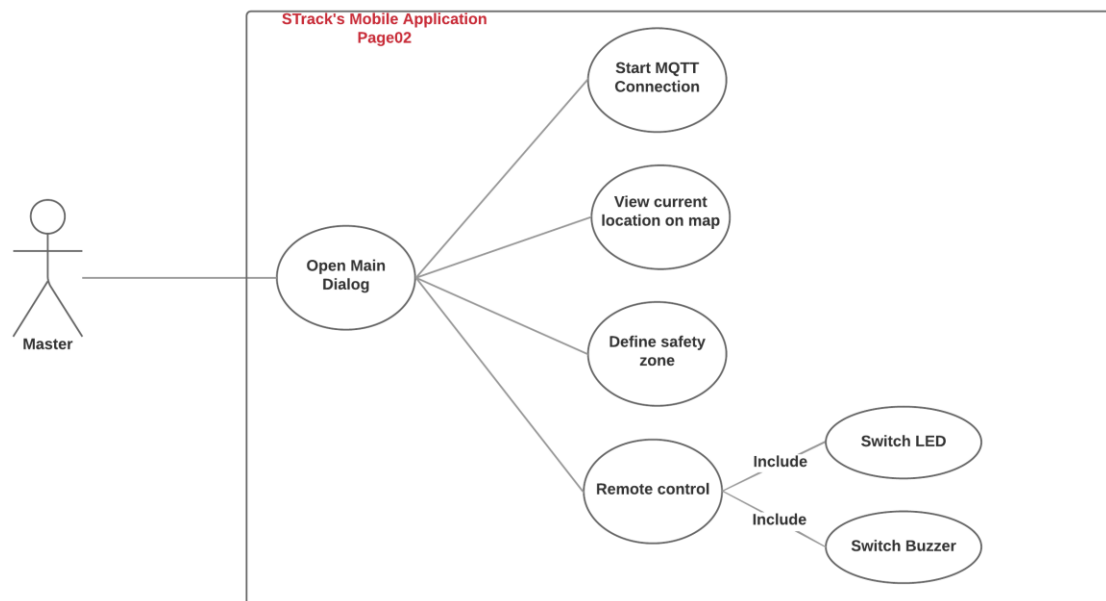 STrack's Mobile Application
Page02
Start MQTT
Connection
View current
location on map
Open Main
Dialog
Master
Define safety
zone
Remote control
Include
Switch LED
Include
Switch Buzzer